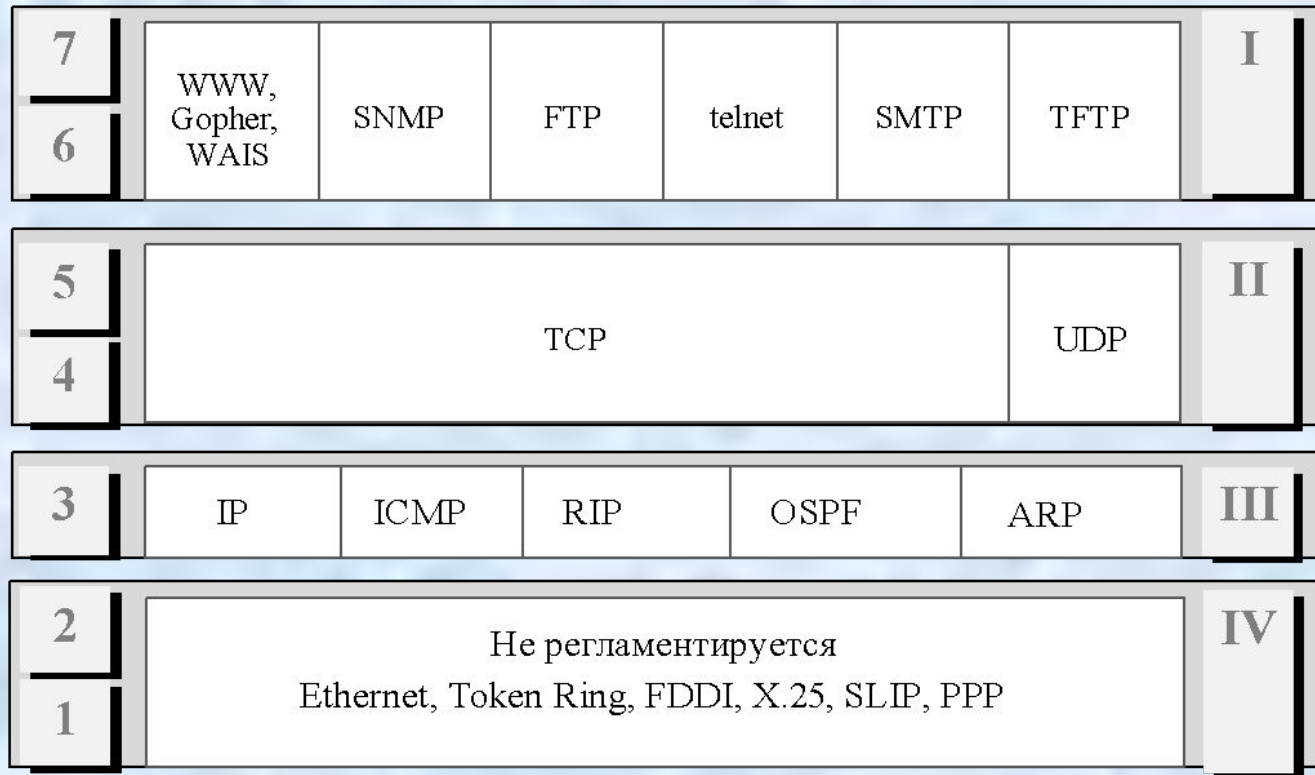 7
6
WWW,
Gopher,
WAIS
SNMP
FTP
telnet
SMTP
TFTP
I
5
4
TCP
UDP
II
3
IP
ICMP
RIP
OSPF
ARP
III
2
1
Не регламентируется
Ethernet, Token Ring, FDDI, X.25, SLIP, PPP
IV